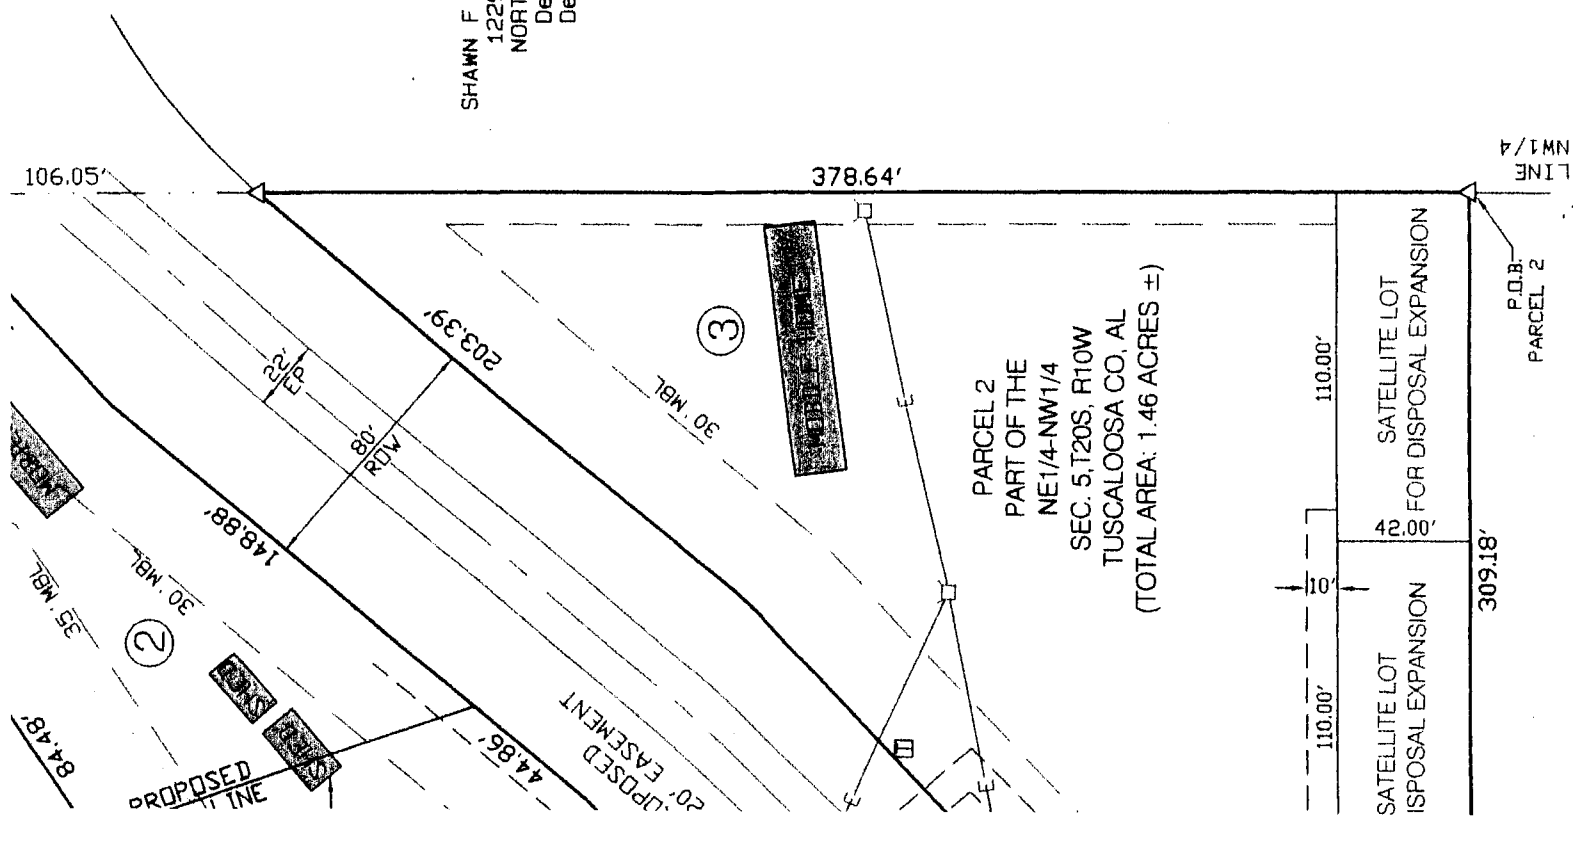 SHAWN F
122
NORT
De
De
106.05'
378.64'
LINE
NW1/4
203.39'
22'
EP
80'
ROW
3
MOBILE HOME
30' MBL
PARCEL 2
PART OF THE
NE1/4-NW1/4
SEC. 5,T20S, R10W
TUSCALOOSA CO, AL
(TOTAL AREA: 1.46 ACRES ±)
110.00'
SATELLITE LOT
FOR DISPOSAL EXPANSION
P.O.B.
PARCEL 2
42.00'
309.18'
10'
110.00'
SATELLITE LOT
ISPOSAL EXPANSION
148.88'
35' MBL
30' MBL
2
SHED
SHED
84.48'
PROPOSED
LINE
44.86'
OPOSED
20' EASEMENT
E
E
E